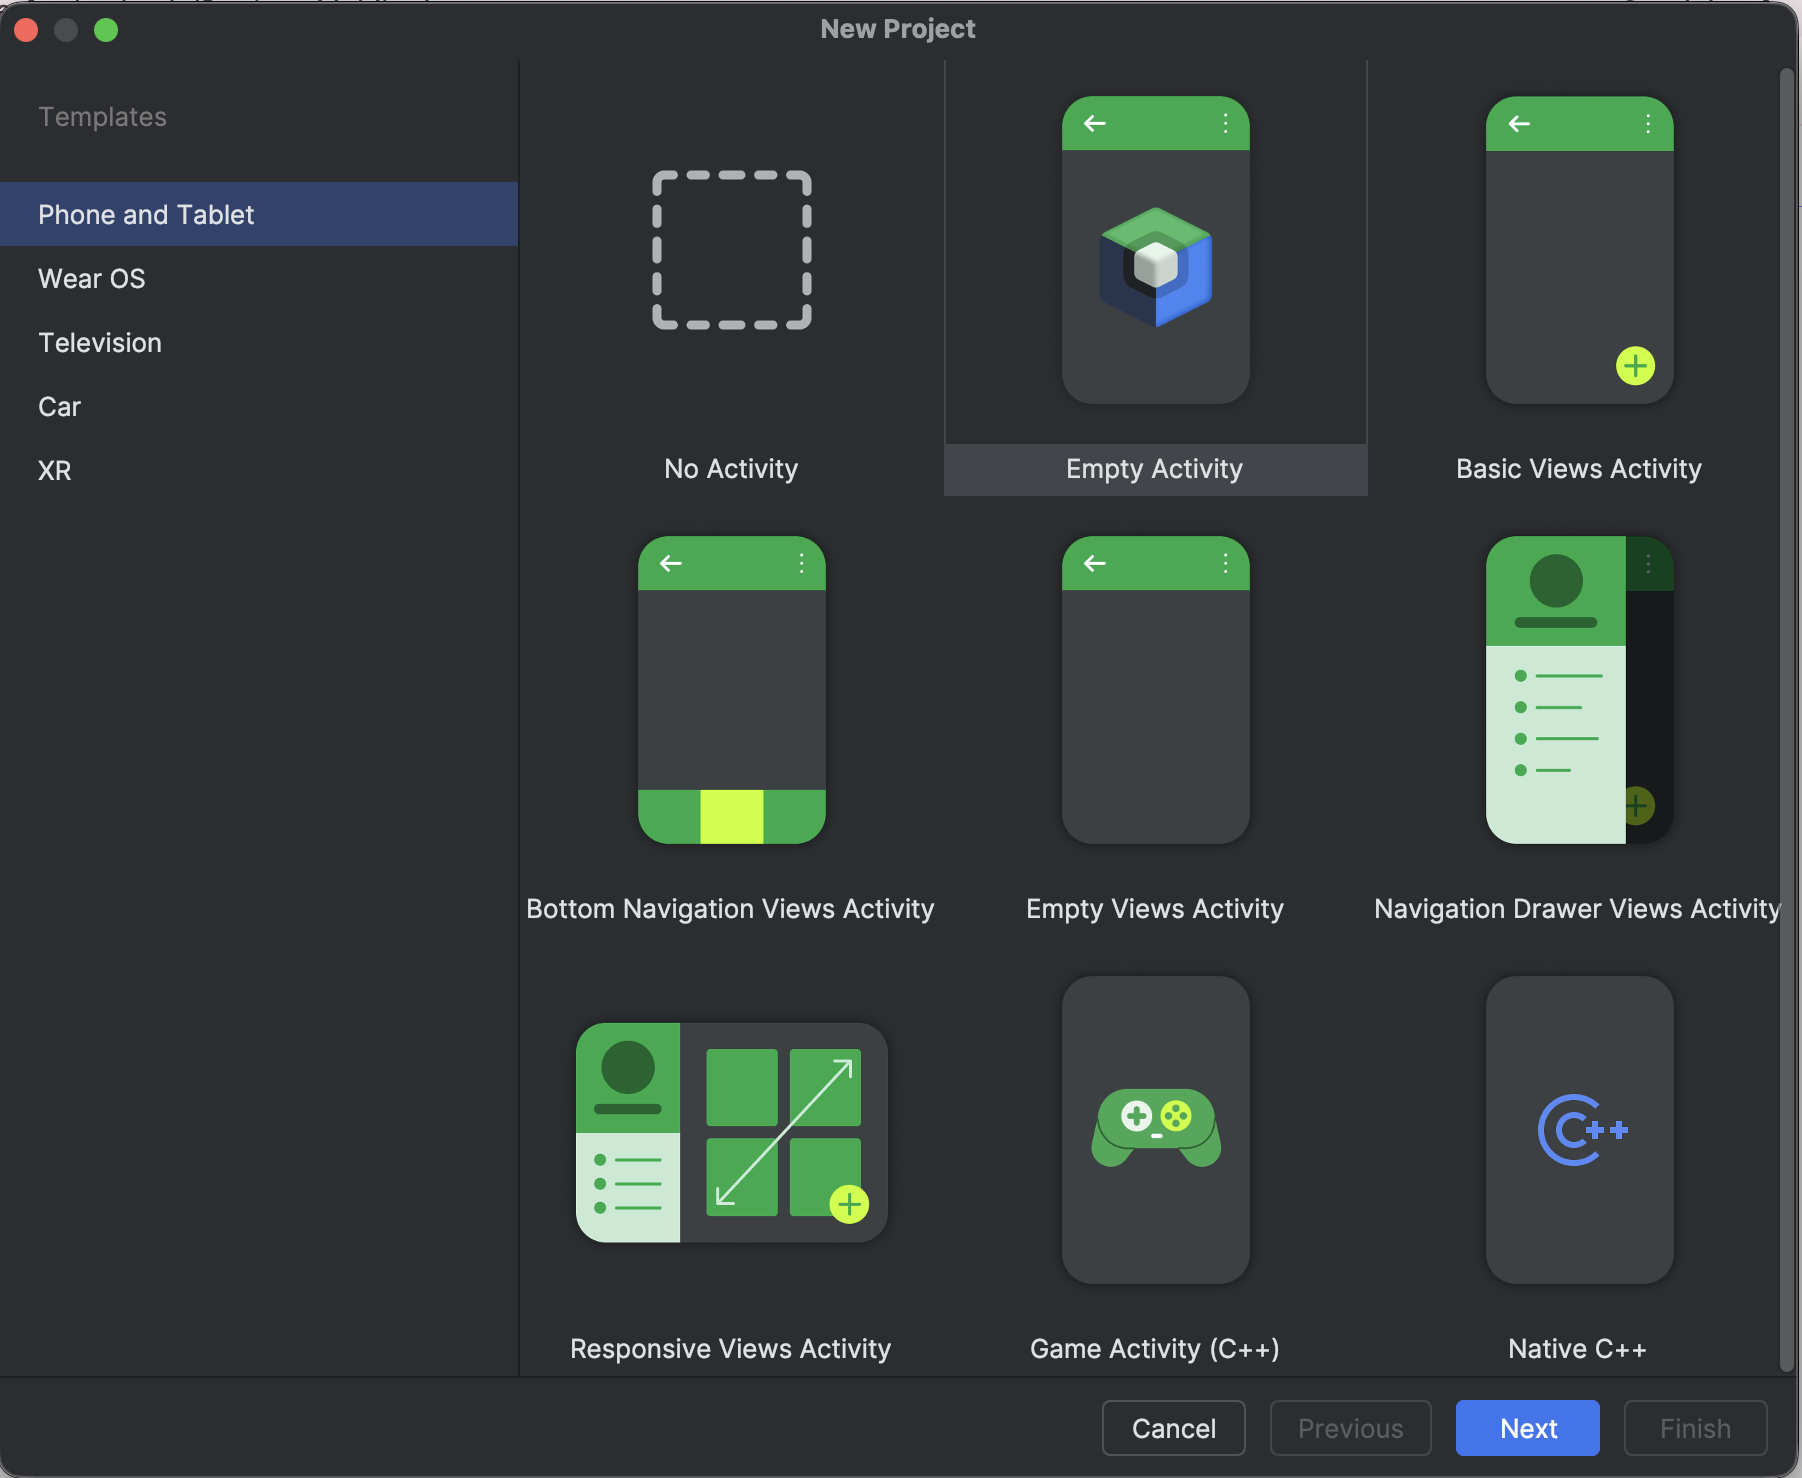 New Project
Templates
Phone and Tablet
Wear OS
Television
Car
XR
No Activity
Empty Activity
Basic Views Activity
Bottom Navigation Views Activity
Empty Views Activity
Navigation Drawer Views Activity
Responsive Views Activity
Game Activity (C++)
C++
Native C++
Cancel
Previous
Next
Finish